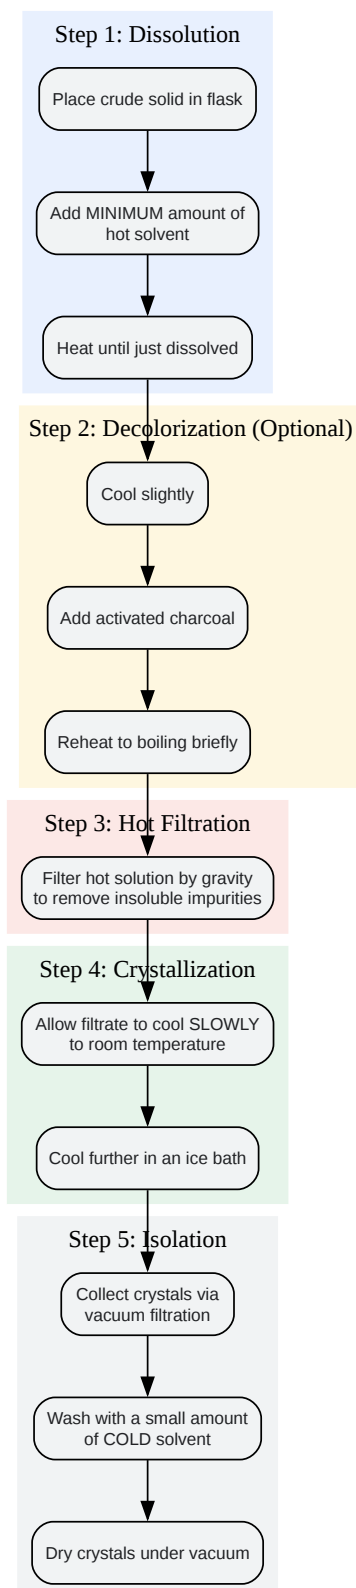 Step 1: Dissolution
Place crude solid in flask
Add MINIMUM amount of
hot solvent
Heat until just dissolved
Step 2: Decolorization (Optional)
Cool slightly
Add activated charcoal
Reheat to boiling briefly
Step 3: Hot Filtration
Filter hot solution by gravity
to remove insoluble impurities
Step 4: Crystallization
Allow filtrate to cool SLOWLY
to room temperature
Cool further in an ice bath
Step 5: Isolation
Collect crystals via
vacuum filtration
Wash with a small amount
of COLD solvent
Dry crystals under vacuum